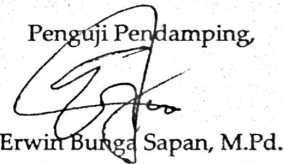 Penguji Pendamping,
Erwin Bunga Sapan, M.Pd.